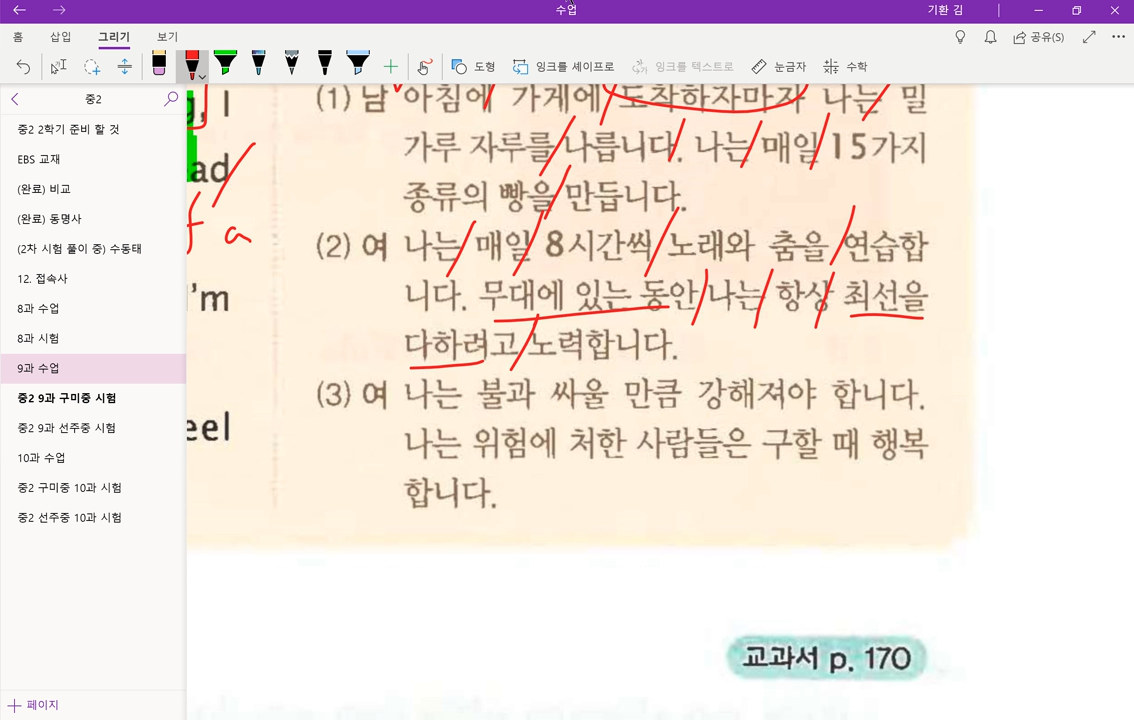 수업
기환 김
홈 삽입 그리기 보기
공유(S)
도형 잉크를 셰이프로 잉크를 텍스트로 눈금자 수학
중2
중2 2학기 준비 할 것
EBS 교재
(완료) 비교
(완료) 동명사
(2차 시험 풀이 중) 수동태
12. 접속사
8과 수업
8과 시험
9과 수업
중2 9과 구미중 시험
중2 9과 선주중 시험
10과 수업
중2 구미중 10과 시험
중2 선주중 10과 시험
페이지
I
ad
f a
'm
eel
(1) 남 아침에 가게에 도착하자마자 나는 밀
가루 자루를 나릅니다. 나는 매일 15가지
종류의 빵을 만듭니다.
(2) 여 나는 매일 8시간씩 노래와 춤을 연습합
니다. 무대에 있는 동안 나는 항상 최선을
다하려고 노력합니다.
(3) 여 나는 불과 싸울 만큼 강해져야 합니다.
나는 위험에 처한 사람들은 구할 때 행복
합니다.
교과서 p. 170